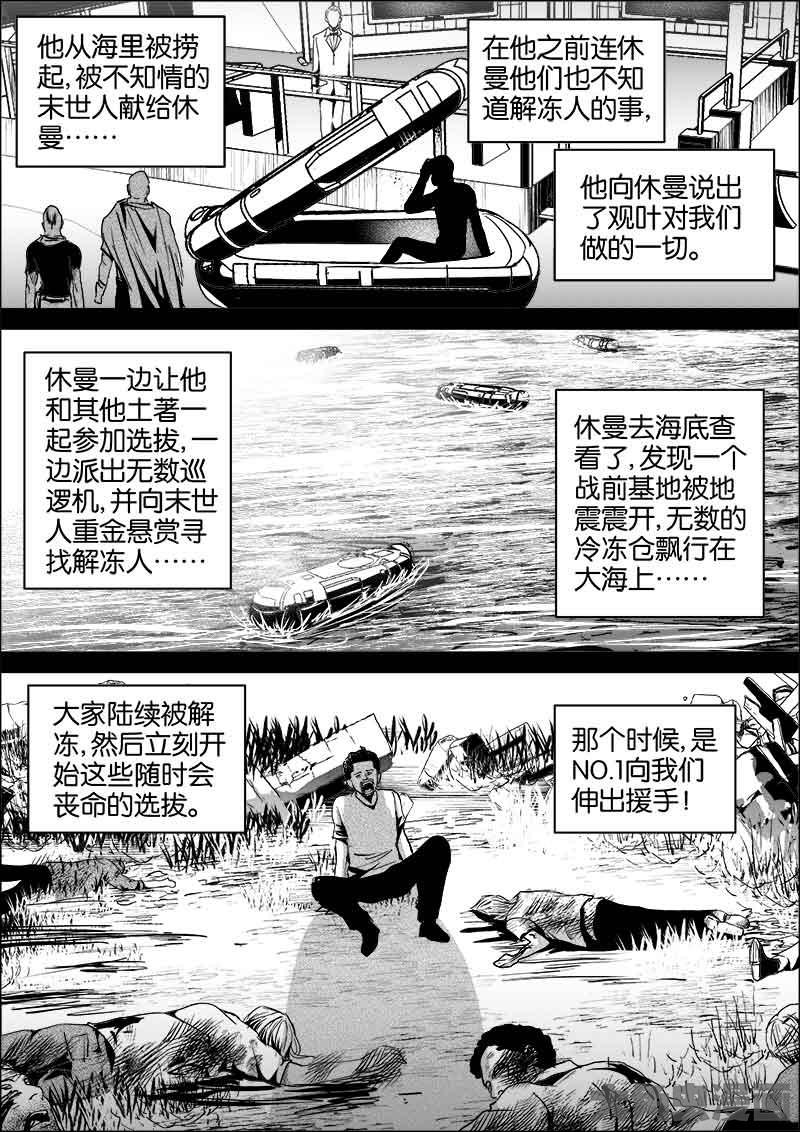 他从海里被捞
起，被不知情的
末世人献给休
曼……
在他之前连休
曼他们也不知
道解冻人的事，
他向休曼说出
了观叶对我们
做的一切。
休曼一边让他
和其他土著一
起参加选拔，一
边派出无数巡
逻机，并向末世
人重金悬赏寻
找解冻人……
休曼去海底查
看了，发现一个
战前基地被地
震震开，无数的
冷冻仓飘行在
大海上……
大家陆续被解
冻，然后立刻开
始这些随时会
丧命的选拔。
那个时候，是
NO.1向我们
伸出援手！